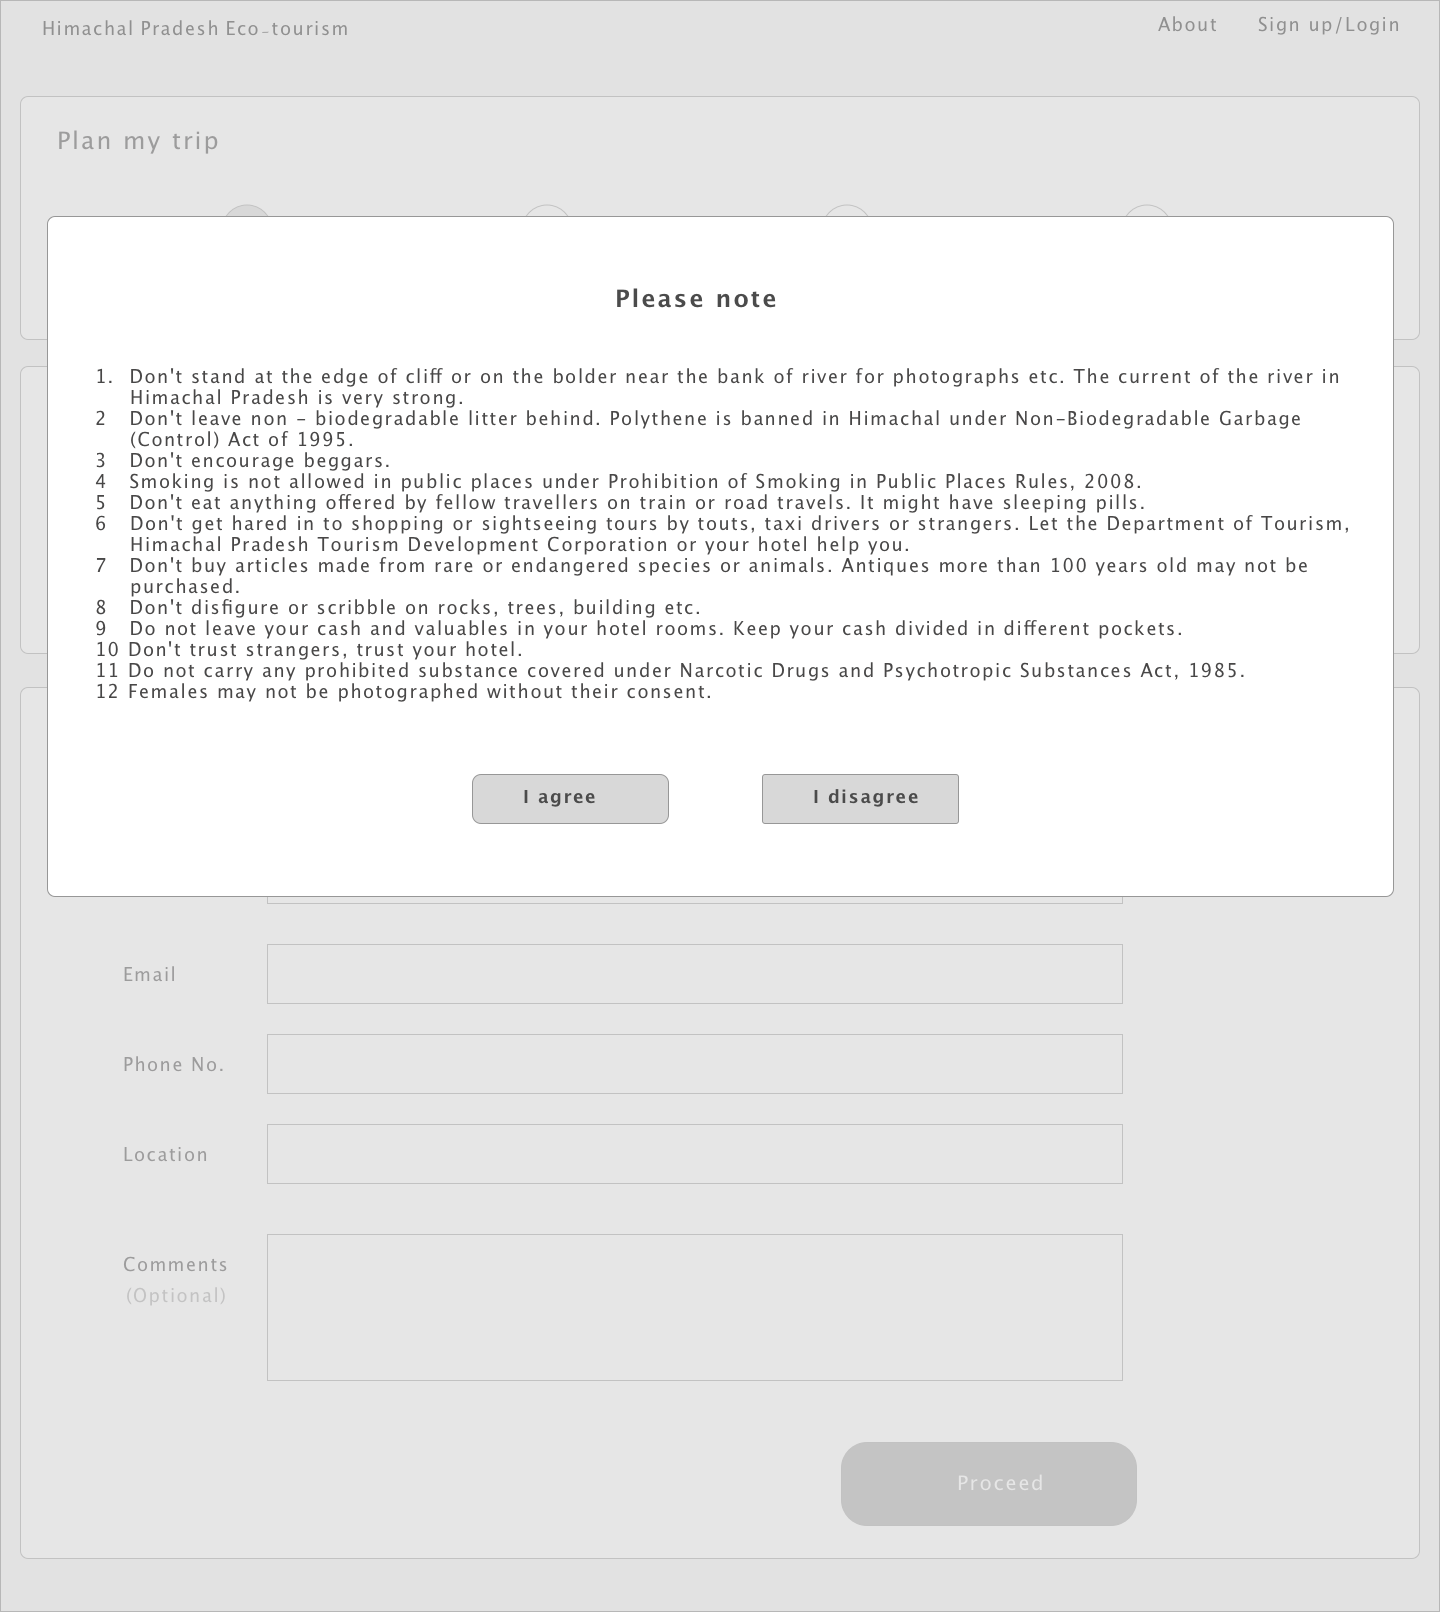 Himachal Pradesh Eco-tourism
About
Sign up/Login
Plan my trip
Please note
1. Don't stand at the edge of cliff or on the bolder near the bank of river for photographs etc. The current of the river in
Himachal Pradesh is very strong.
2 Don't leave non - biodegradable litter behind. Polythene is banned in Himachal under Non-Biodegradable Garbage
(Control) Act of 1995.
3 Don't encourage beggars.
4 Smoking is not allowed in public places under Prohibition of Smoking in Public Places Rules, 2008.
5 Don't eat anything offered by fellow travellers on train or road travels. It might have sleeping pills.
6 Don't get hared in to shopping or sightseeing tours by touts, taxi drivers or strangers. Let the Department of Tourism,
Himachal Pradesh Tourism Development Corporation or your hotel help you.
7 Don't buy articles made from rare or endangered species or animals. Antiques more than 100 years old may not be
purchased.
8 Don't disfigure or scribble on rocks, trees, building etc.
9 Do not leave your cash and valuables in your hotel rooms. Keep your cash divided in different pockets.
10 Don't trust strangers, trust your hotel.
11 Do not carry any prohibited substance covered under Narcotic Drugs and Psychotropic Substances Act, 1985.
12 Females may not be photographed without their consent.
I agree
I disagree
Email
Phone No.
Location
Comments
(Optional)
Proceed